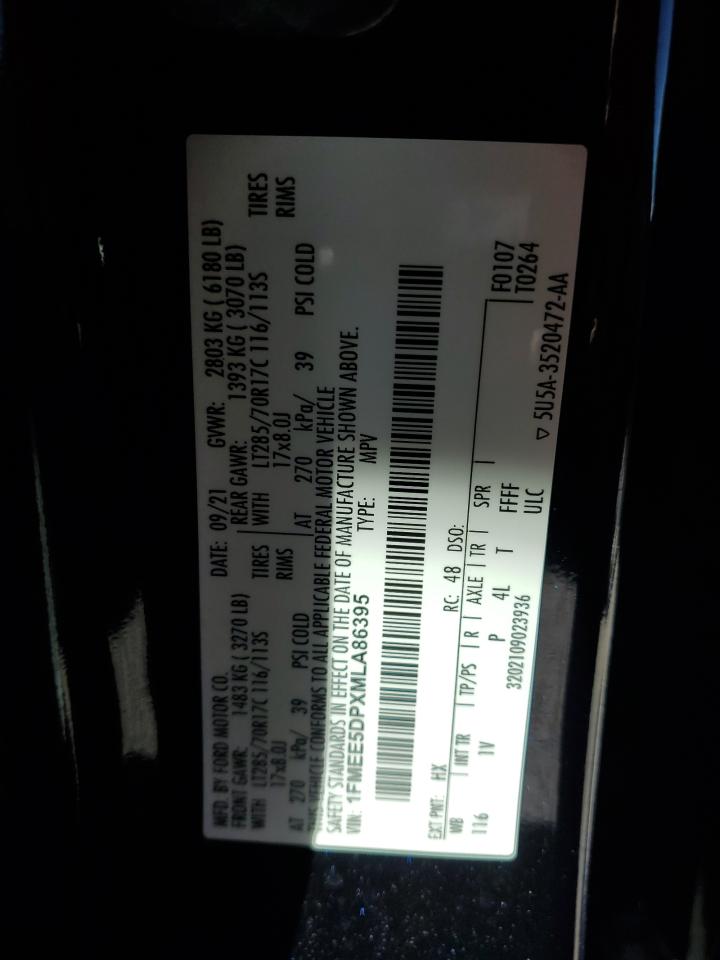 MFD. BY FORD MOTOR CO.
DATE: 09/21 GVWR: 2803 KG ( 6180 LB)
FRONT GAWR: 1483 KG ( 3270 LB) REAR GAWR: 1393 KG ( 3070 LB)
WITH LT285/70R17C 116/113S TIRES WITH LT285/70R17C 116/113S TIRES
17x8.0J RIMS 17x8.0J RIMS
AT 270 kPa/ 39 PSI COLD AT 270 kPa/ 39 PSI COLD
THIS VEHICLE CONFORMS TO ALL APPLICABLE FEDERAL MOTOR VEHICLE
SAFETY STANDARDS IN EFFECT ON THE DATE OF MANUFACTURE SHOWN ABOVE.
VIN: 1FMEE5DPXMLA86395 TYPE: MPV
EXT PNT: HX RC: 48 DSO:
WB INT TR TP/PS R AXLE TR SPR F0107
116 1V P 4L T FFFF T0264
ULC
3202109023936
▽ 5U5A-3520472-AA